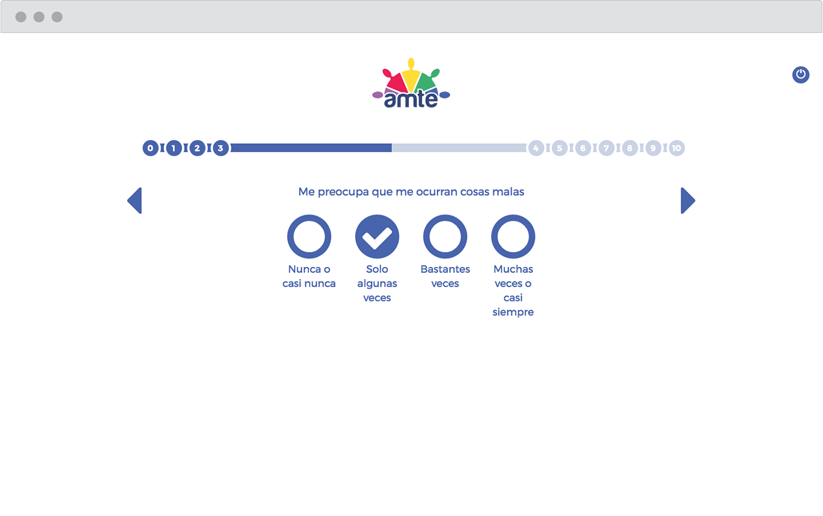 amte
0 1 2 3 4 5 6 7 8 9 10
Me preocupa que me ocurran cosas malas
Nunca o
casi nunca
Solo
algunas
veces
Bastantes
veces
Muchas
veces o
casi
siempre